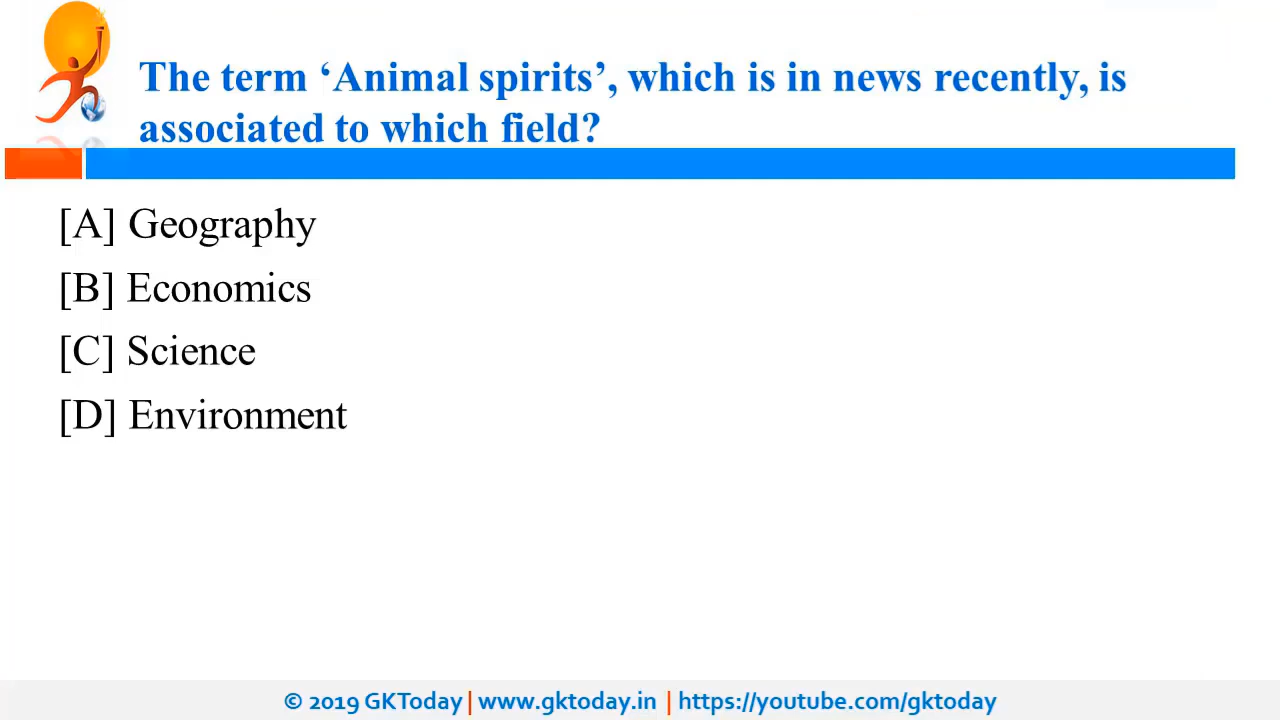 The term ‘Animal spirits’, which is in news recently, is
associated to which field?
[A] Geography
[B] Economics
[C] Science
[D] Environment
© 2019 GKToday | www.gktoday.in | https://youtube.com/gktoday